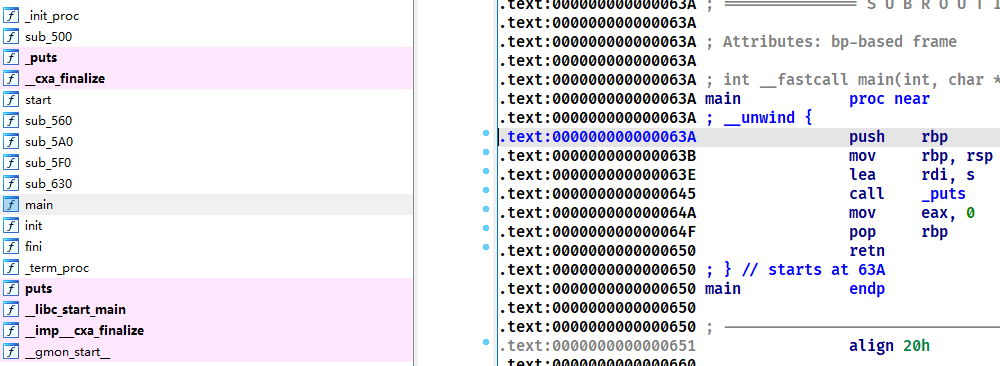 _init_proc
sub_500
_puts
__cxa_finalize
start
sub_560
sub_5A0
sub_5F0
sub_630
main
init
fini
_term_proc
puts
__libc_start_main
__imp__cxa_finalize
__gmon_start__
.text:000000000000063A ; =============== S U B R O U T I
.text:000000000000063A
.text:000000000000063A ; Attributes: bp-based frame
.text:000000000000063A
.text:000000000000063A ; int __fastcall main(int, char *
.text:000000000000063A main proc near
.text:000000000000063A ; __unwind {
.text:000000000000063A push rbp
.text:000000000000063B mov rbp, rsp
.text:000000000000063E lea rdi, s
.text:0000000000000645 call _puts
.text:000000000000064A mov eax, 0
.text:000000000000064F pop rbp
.text:0000000000000650 retn
.text:0000000000000650 ; } // starts at 63A
.text:0000000000000650 main endp
.text:0000000000000650
.text:0000000000000650 ; ---------------------------
.text:0000000000000651 align 20h
.text:0000000000000660